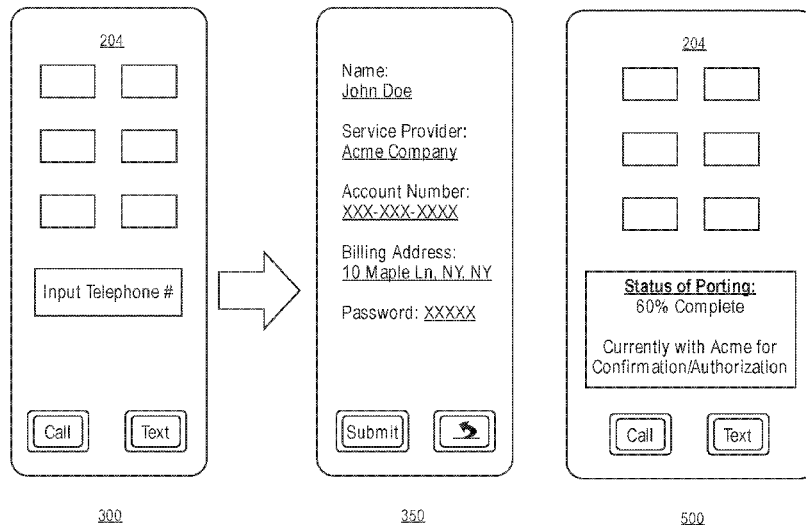 204
Input Telephone #
Call
Text
300
Name:
John Doe
Service Provider:
Acme Company
Account Number:
XXX-XXX-XXXX
Billing Address:
10 Maple Ln, NY, NY
Password: XXXXX
Submit
350
204
Status of Porting:
60% Complete
Currently with Acme for
Confirmation/Authorization
Call
Text
500